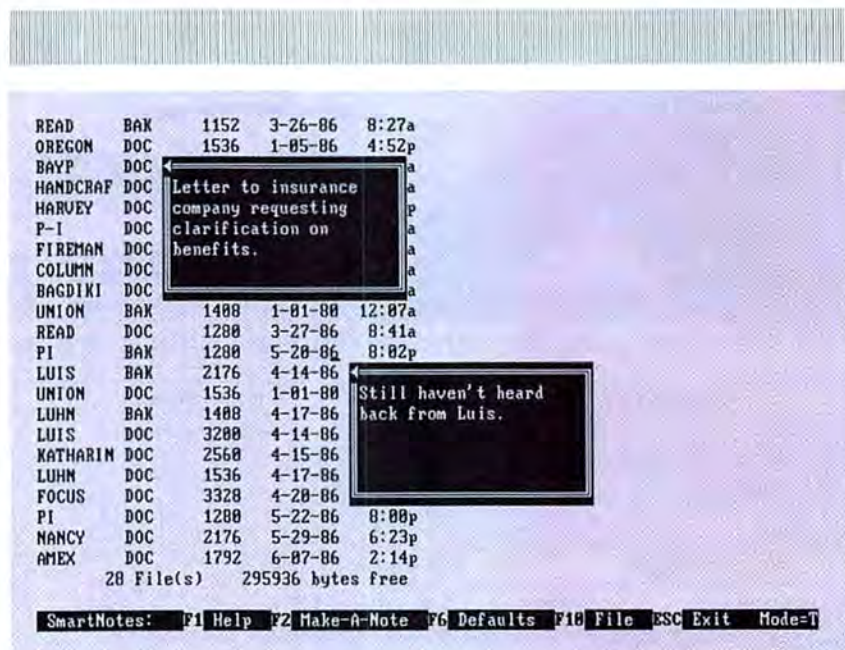 READ BAK 1152 3-26-86 8:27a
OREGON DOC 1536 1-05-86 4:52p
BAYP DOC a
HANDCRAF DOC Letter to insurance a
HARVEY DOC company requesting p
P-I DOC clarification on a
FIREMAN DOC benefits. a
COLUMN DOC a
BAGDIKI DOC a
UNION BAK 1408 1-01-80 12:07a
READ DOC 1280 3-27-86 8:41a
PI BAK 1280 5-20-86 8:02p
LUIS BAK 2176 4-14-86
UNION DOC 1536 1-01-80 Still haven't heard
LUHN BAK 1408 4-17-86 back from Luis.
LUIS DOC 3200 4-14-86
KATHARIN DOC 2560 4-15-86
LUHN DOC 1536 4-17-86
FOCUS DOC 3328 4-20-86
PI DOC 1280 5-22-86 8:00p
NANCY DOC 2176 5-29-86 6:23p
AMEX DOC 1792 6-07-86 2:14p
28 File(s) 295936 bytes free
SmartNotes: F1 Help F2 Make-A-Note F6 Defaults F10 File ESC Exit Mode=T